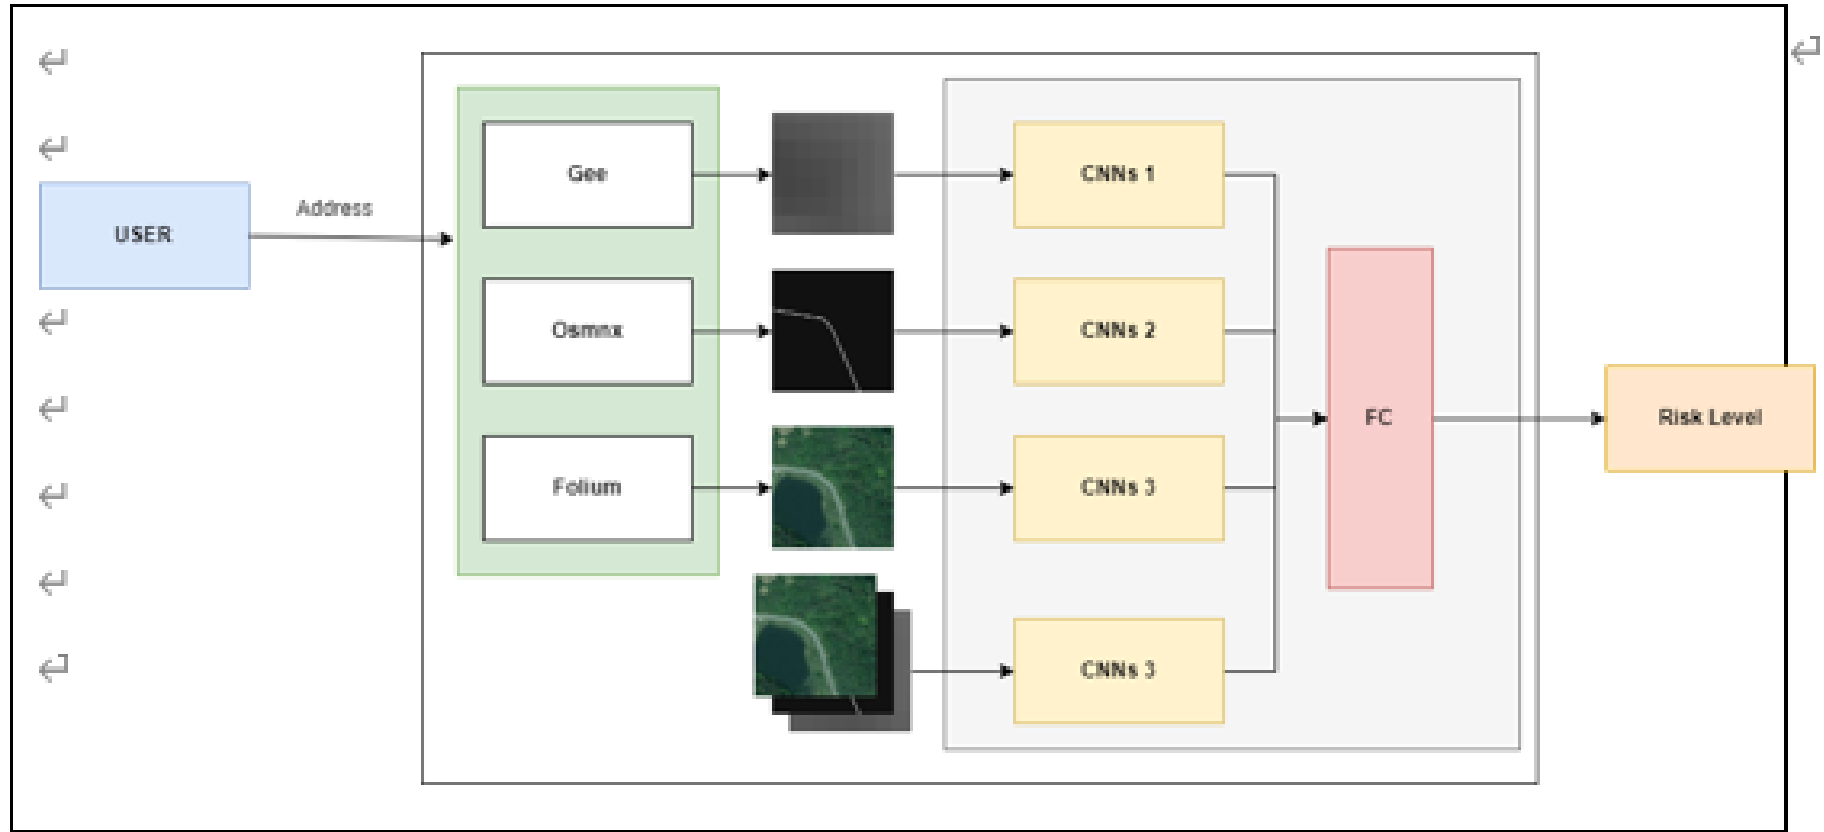 USER
Address
Gee
Osmnx
Folium
CNNs 1
CNNs 2
CNNs 3
CNNs 3
FC
Risk Level